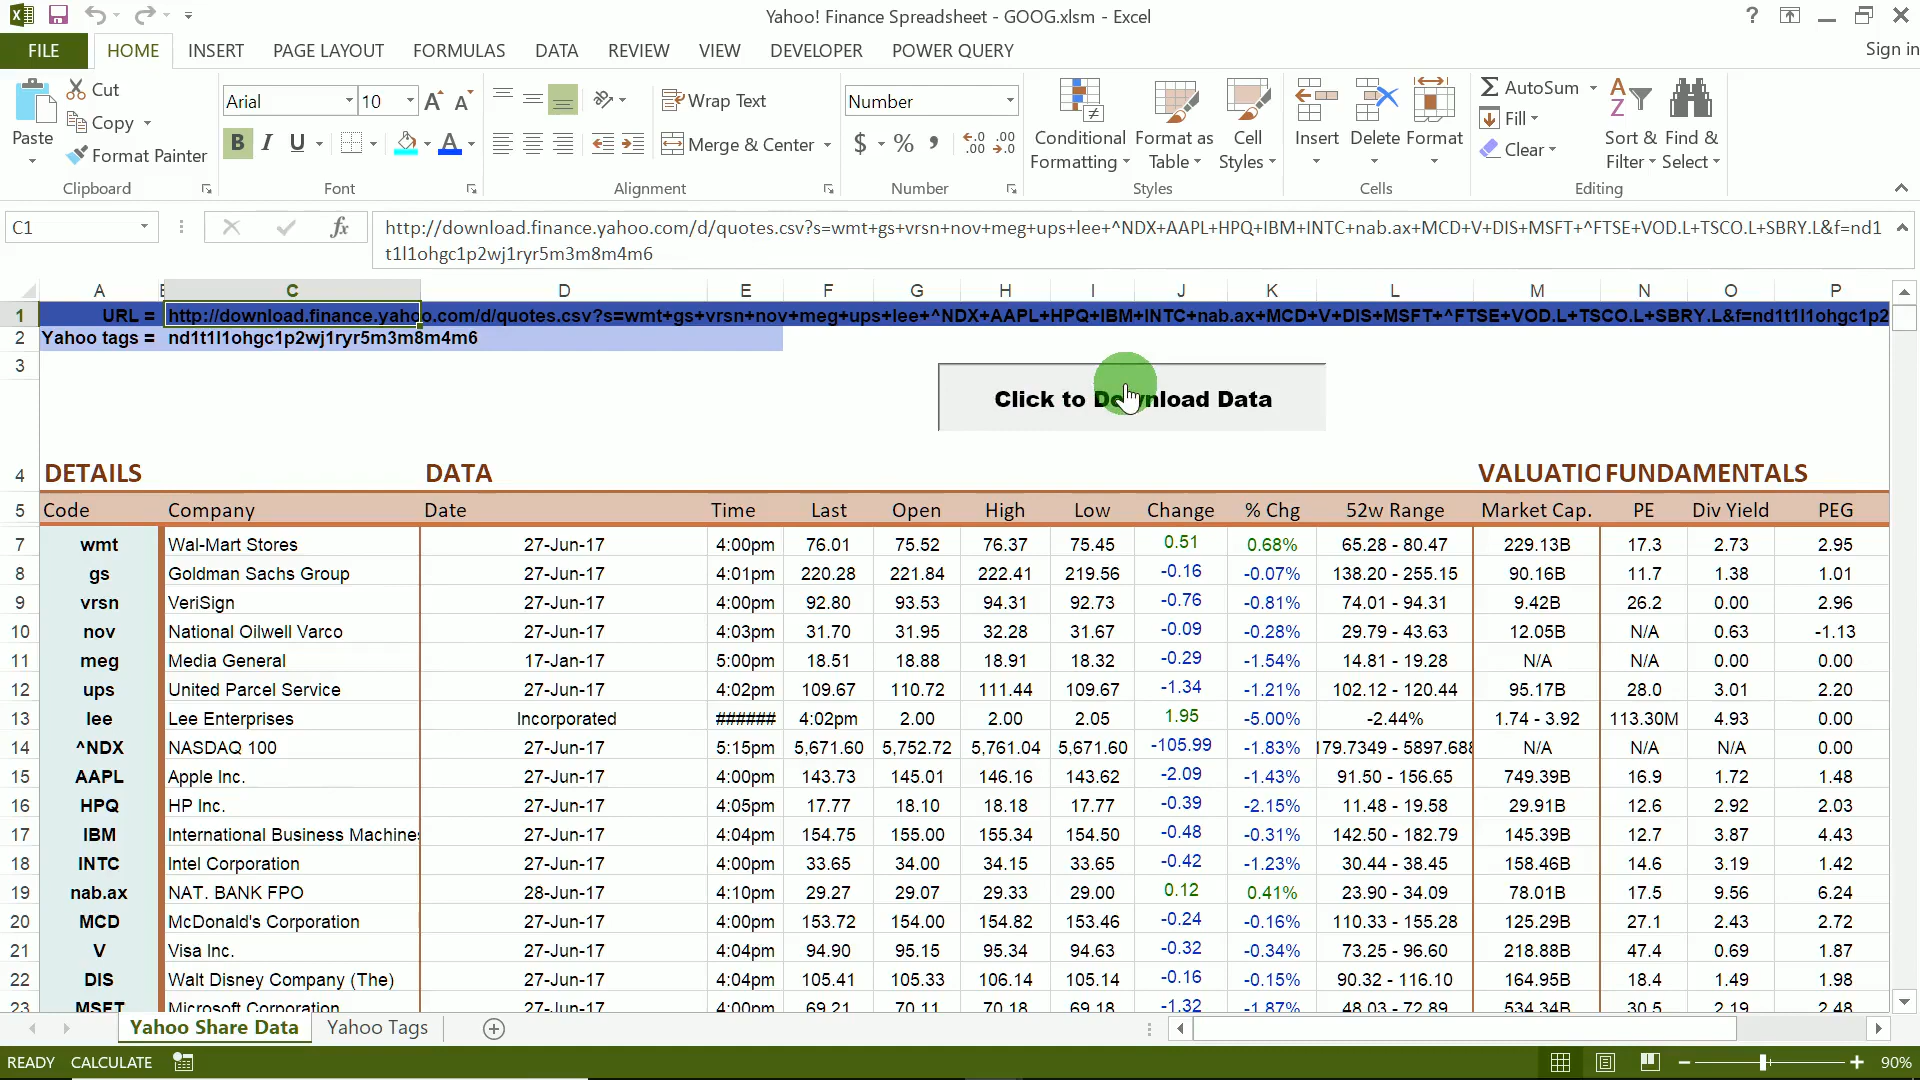 Yahoo! Finance Spreadsheet - GOOG.xlsm - Excel
?
FILE HOME INSERT PAGE LAYOUT FORMULAS DATA REVIEW VIEW DEVELOPER POWER QUERY Sign in
Paste Cut Copy Format Painter Clipboard
Arial 10 B I U Font
Wrap Text Merge & Center Alignment
Number $ % Number
Conditional Formatting Format as Table Cell Styles Styles
Insert Delete Format Cells
AutoSum Fill Clear Sort & Filter Find & Select Editing
C1 fx http://download.finance.yahoo.com/d/quotes.csv?s=wmt+gs+vrsn+nov+meg+ups+lee+^NDX+AAPL+HPQ+IBM+INTC+nab.ax+MCD+V+DIS+MSFT+^FTSE+VOD.L+TSCO.L+SBRY.L&f=nd1
t1l1ohgc1p2wj1ryr5m3m8m4m6
A C D E F G H I J K L M N O P
1 URL = http://download.finance.yahoo.com/d/quotes.csv?s=wmt+gs+vrsn+nov+meg+ups+lee+^NDX+AAPL+HPQ+IBM+INTC+nab.ax+MCD+V+DIS+MSFT+^FTSE+VOD.L+TSCO.L+SBRY.L&f=nd1t1l1ohgc1p2
2 Yahoo tags = nd1t1l1ohgc1p2wj1ryr5m3m8m4m6
3 Click to Download Data
4 DETAILS DATA VALUATIO FUNDAMENTALS
5 Code Company Date Time Last Open High Low Change % Chg 52w Range Market Cap. PE Div Yield PEG
7 wmt Wal-Mart Stores 27-Jun-17 4:00pm 76.01 75.52 76.37 75.45 0.51 0.68% 65.28 - 80.47 229.13B 17.3 2.73 2.95
8 gs Goldman Sachs Group 27-Jun-17 4:01pm 220.28 221.84 222.41 219.56 -0.16 -0.07% 138.20 - 255.15 90.16B 11.7 1.38 1.01
9 vrsn VeriSign 27-Jun-17 4:00pm 92.80 93.53 94.31 92.73 -0.76 -0.81% 74.01 - 94.31 9.42B 26.2 0.00 2.96
10 nov National Oilwell Varco 27-Jun-17 4:03pm 31.70 31.95 32.28 31.67 -0.09 -0.28% 29.79 - 43.63 12.05B N/A 0.63 -1.13
11 meg Media General 17-Jan-17 5:00pm 18.51 18.88 18.91 18.32 -0.29 -1.54% 14.81 - 19.28 N/A N/A 0.00 0.00
12 ups United Parcel Service 27-Jun-17 4:02pm 109.67 110.72 111.44 109.67 -1.34 -1.21% 102.12 - 120.44 95.17B 28.0 3.01 2.20
13 lee Lee Enterprises Incorporated ###### 4:02pm 2.00 2.00 2.05 1.95 -5.00% -2.44% 1.74 - 3.92 113.30M 4.93 0.00
14 ^NDX NASDAQ 100 27-Jun-17 5:15pm 5,671.60 5,752.72 5,761.04 5,671.60 -105.99 -1.83% 179.7349 - 5897.688 N/A N/A N/A 0.00
15 AAPL Apple Inc. 27-Jun-17 4:00pm 143.73 145.01 146.16 143.62 -2.09 -1.43% 91.50 - 156.65 749.39B 16.9 1.72 1.48
16 HPQ HP Inc. 27-Jun-17 4:05pm 17.77 18.10 18.18 17.77 -0.39 -2.15% 11.48 - 19.58 29.91B 12.6 2.92 2.03
17 IBM International Business Machines 27-Jun-17 4:04pm 154.75 155.00 155.34 154.50 -0.48 -0.31% 142.50 - 182.79 145.39B 12.7 3.87 4.43
18 INTC Intel Corporation 27-Jun-17 4:00pm 33.65 34.00 34.15 33.65 -0.42 -1.23% 30.44 - 38.45 158.46B 14.6 3.19 1.42
19 nab.ax NAT. BANK FPO 28-Jun-17 4:10pm 29.27 29.07 29.33 29.00 0.12 0.41% 23.90 - 34.09 78.01B 17.5 9.56 6.24
20 MCD McDonald's Corporation 27-Jun-17 4:00pm 153.72 154.00 154.82 153.46 -0.24 -0.16% 110.33 - 155.28 125.29B 27.1 2.43 2.72
21 V Visa Inc. 27-Jun-17 4:04pm 94.90 95.15 95.34 94.63 -0.32 -0.34% 73.25 - 96.60 218.88B 47.4 0.69 1.87
22 DIS Walt Disney Company (The) 27-Jun-17 4:04pm 105.41 105.33 106.14 105.14 -0.16 -0.15% 90.32 - 116.10 164.95B 18.4 1.49 1.98
23 MSFT Microsoft Corporation 27-Jun-17 4:00pm 69.21 70.11 70.18 69.18 -1.32 -1.87% 48.03 - 72.89 534.34B 30.5 2.19 2.48
Yahoo Share Data Yahoo Tags
READY CALCULATE 90%